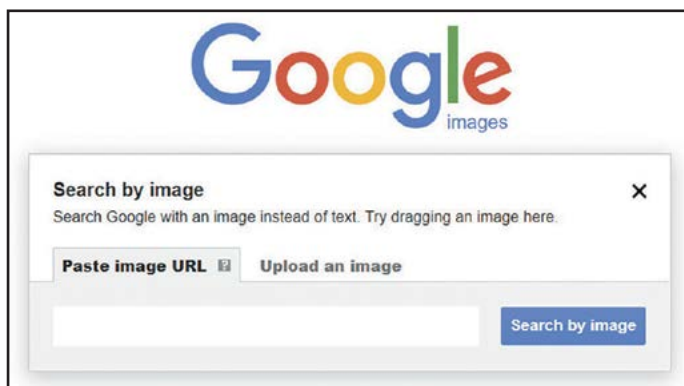 Google
images
Search by image
Search Google with an image instead of text. Try dragging an image here.
Paste image URL ?
Upload an image
Search by image